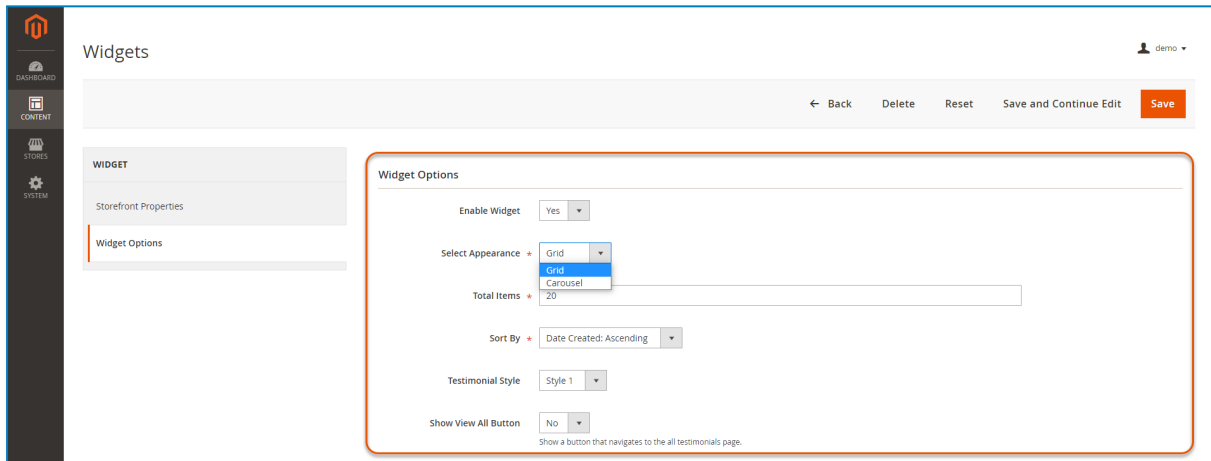 Widgets
demo
DASHBOARD
← Back Delete Reset Save and Continue Edit Save
CONTENT
STORES
SYSTEM
WIDGET
Storefront Properties
Widget Options
Widget Options
Enable Widget Yes
Select Appearance * Grid
Grid
Carousel
Total Items * 20
Sort By * Date Created: Ascending
Testimonial Style Style 1
Show View All Button No
Show a button that navigates to the all testimonials page.